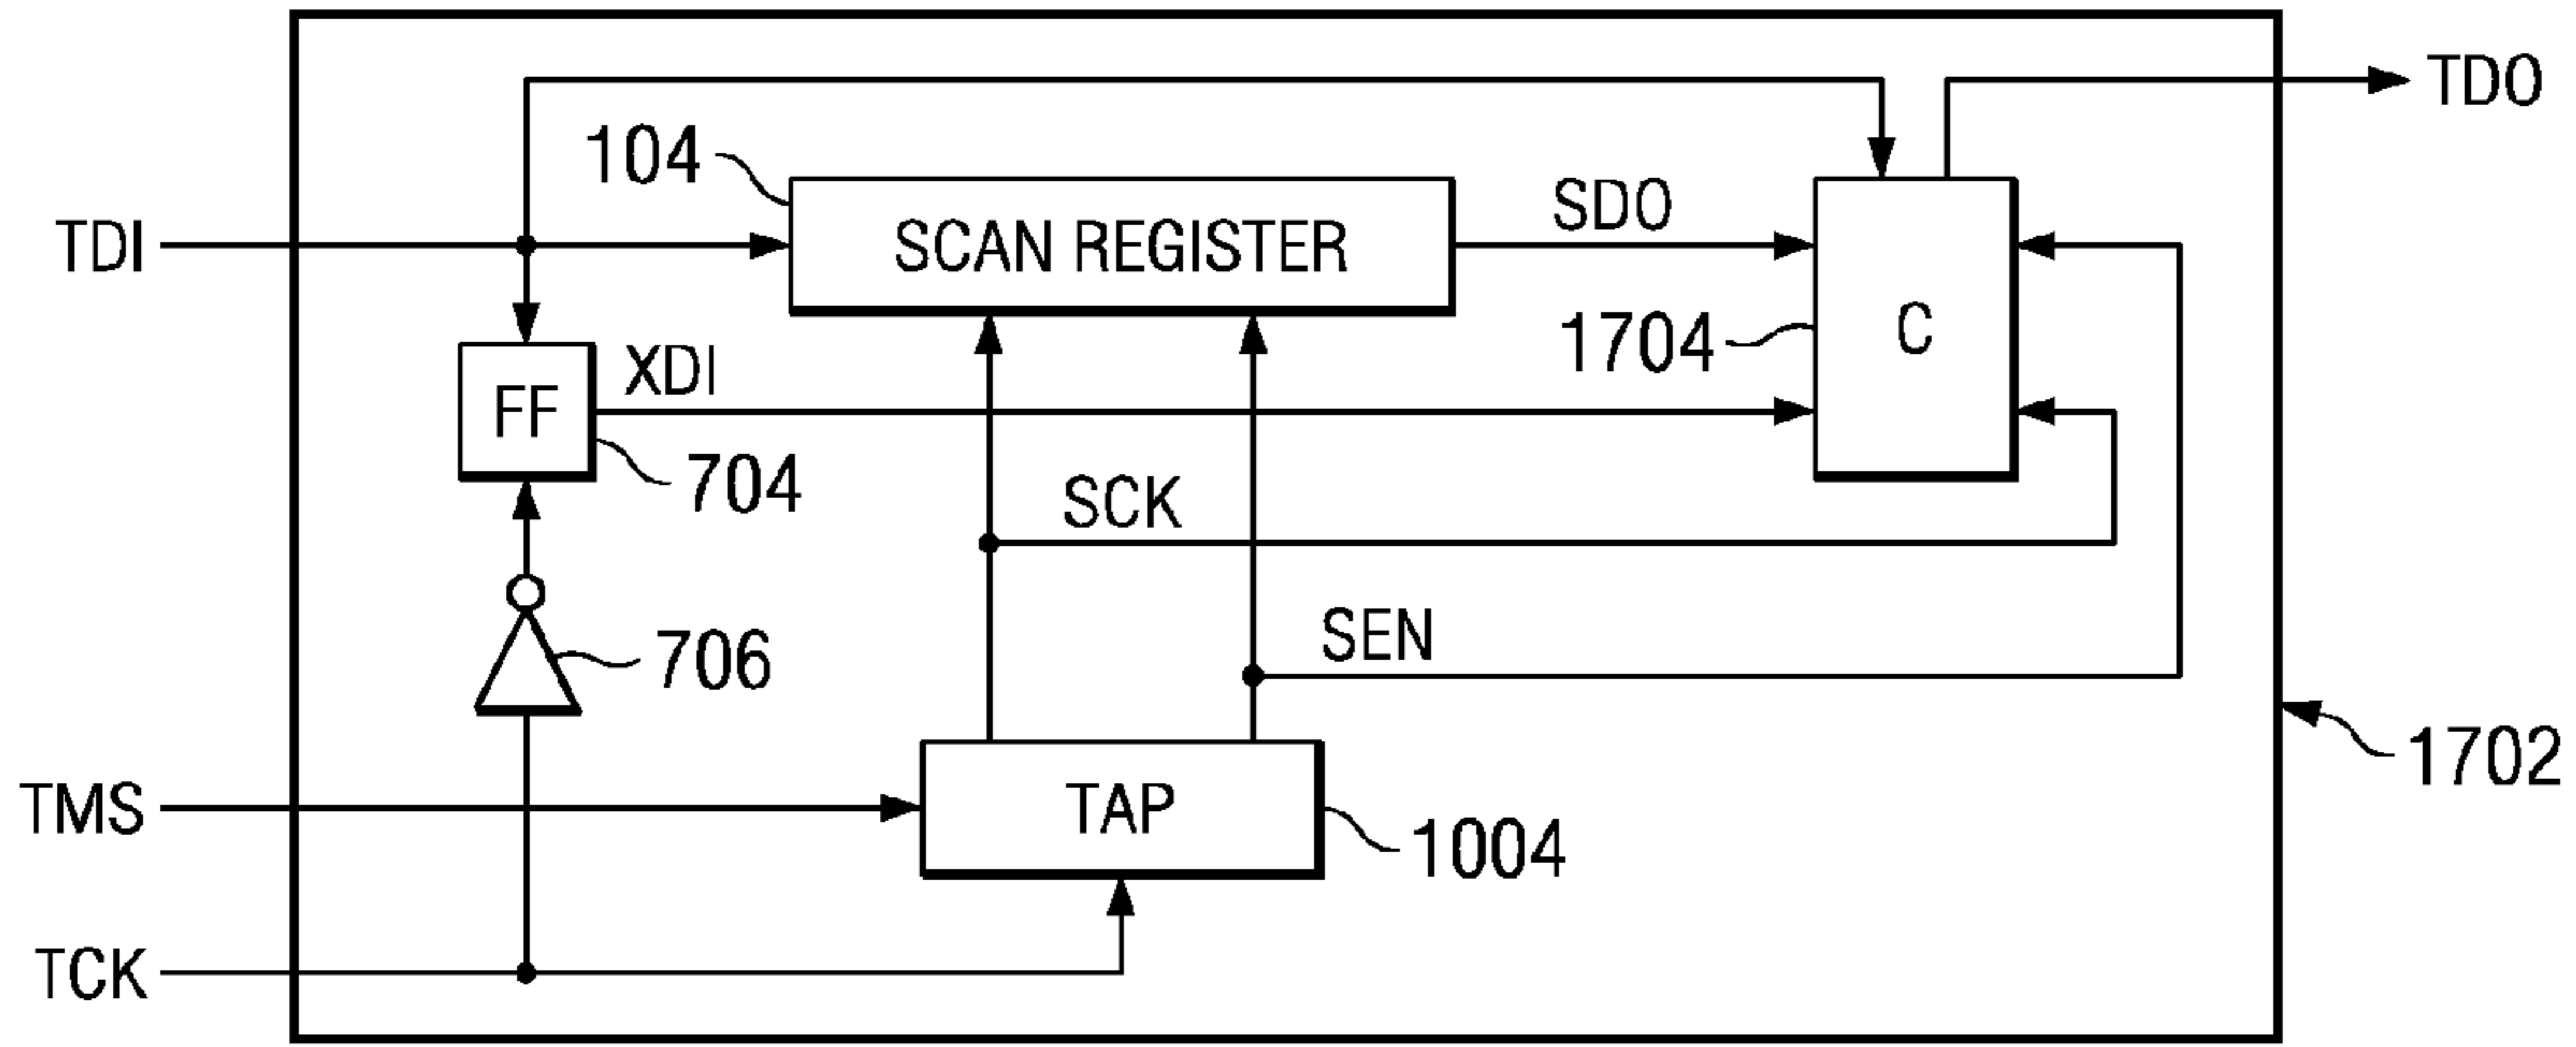 TDO
104
SDO
TDI
SCAN REGISTER
1704
C
XDI
FF
704
SCK
SEN
706
1702
TMS
TAP
1004
TCK